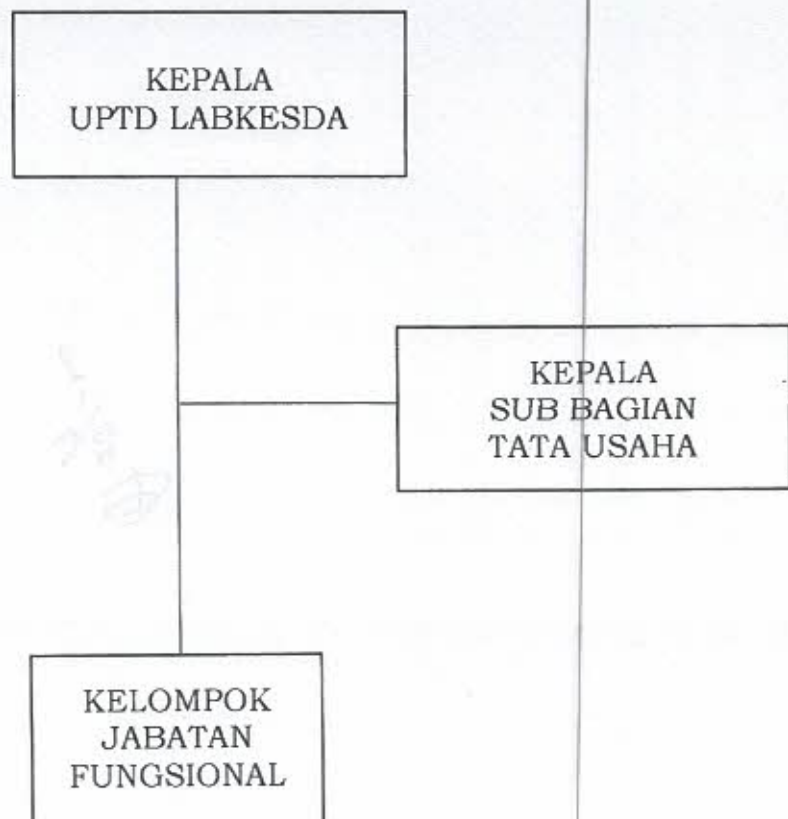 KEPALA
UPTD LABKESDA
KEPALA
SUB BAGIAN
TATA USAHA
KELOMPOK
JABATAN
FUNGSIONAL